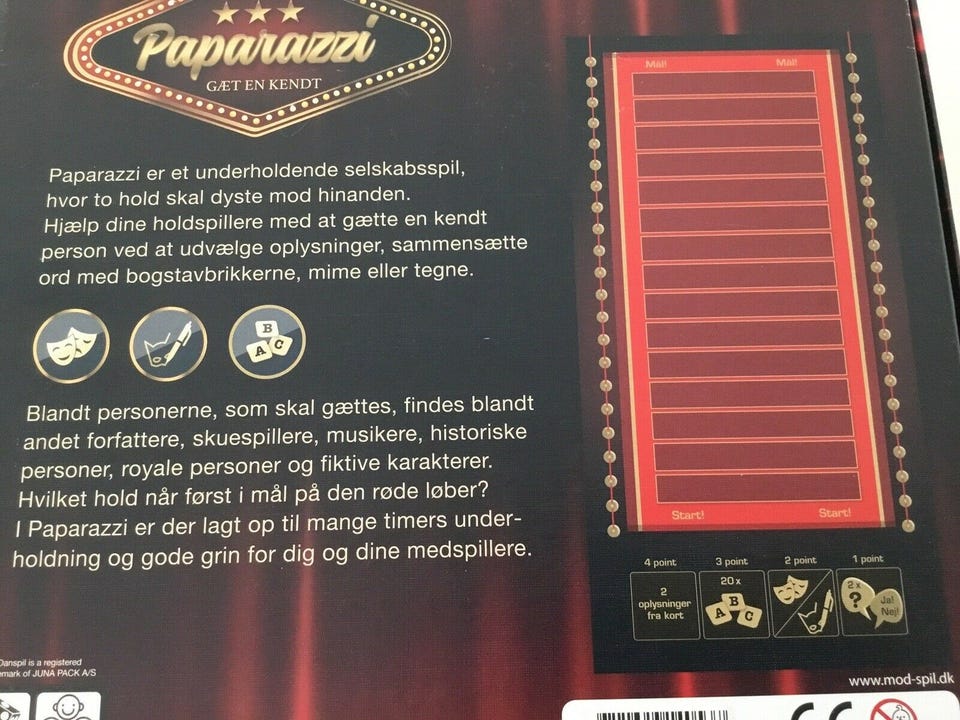 Paparazzi
GÆT EN KENDT
Paparazzi er et underholdende selskabsspil,
hvor to hold skal dyste mod hinanden.
Hjælp dine holdspillere med at gætte en kendt
person ved at udvælge oplysninger, sammensætte
ord med bogstavbrikkerne, mime eller tegne.
B
A C
Blandt personerne, som skal gættes, findes blandt
andet forfattere, skuespillere, musikere, historiske
personer, royale personer og fiktive karakterer.
Hvilket hold når først i mål på den røde løber?
I Paparazzi er der lagt op til mange timers under-
holdning og gode grin for dig og dine medspillere.
Danspil is a registered
emark of JUNA PACK A/S
Mål! Mål!
Start! Start!
4 point 3 point 2 point 1 point
2
oplysninger
fra kort
20 x
B
A C
2 x
?
Ja!
Nej!
www.mod-spil.dk
CE